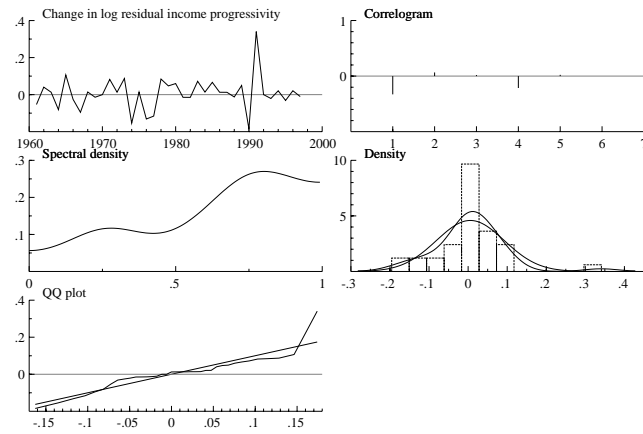 Change in log residual income progressivity
.4
.2
0
1960 1970 1980 1990 2000
Correlogram
1
0
1 2 3 4 5 6 7
Spectral density
.3
.2
.1
0 .5 1
Density
10
5
-.3 -.2 -.1 0 .1 .2 .3 .4
QQ plot
.4
.2
0
-.15 -.1 -.05 0 .05 .1 .15